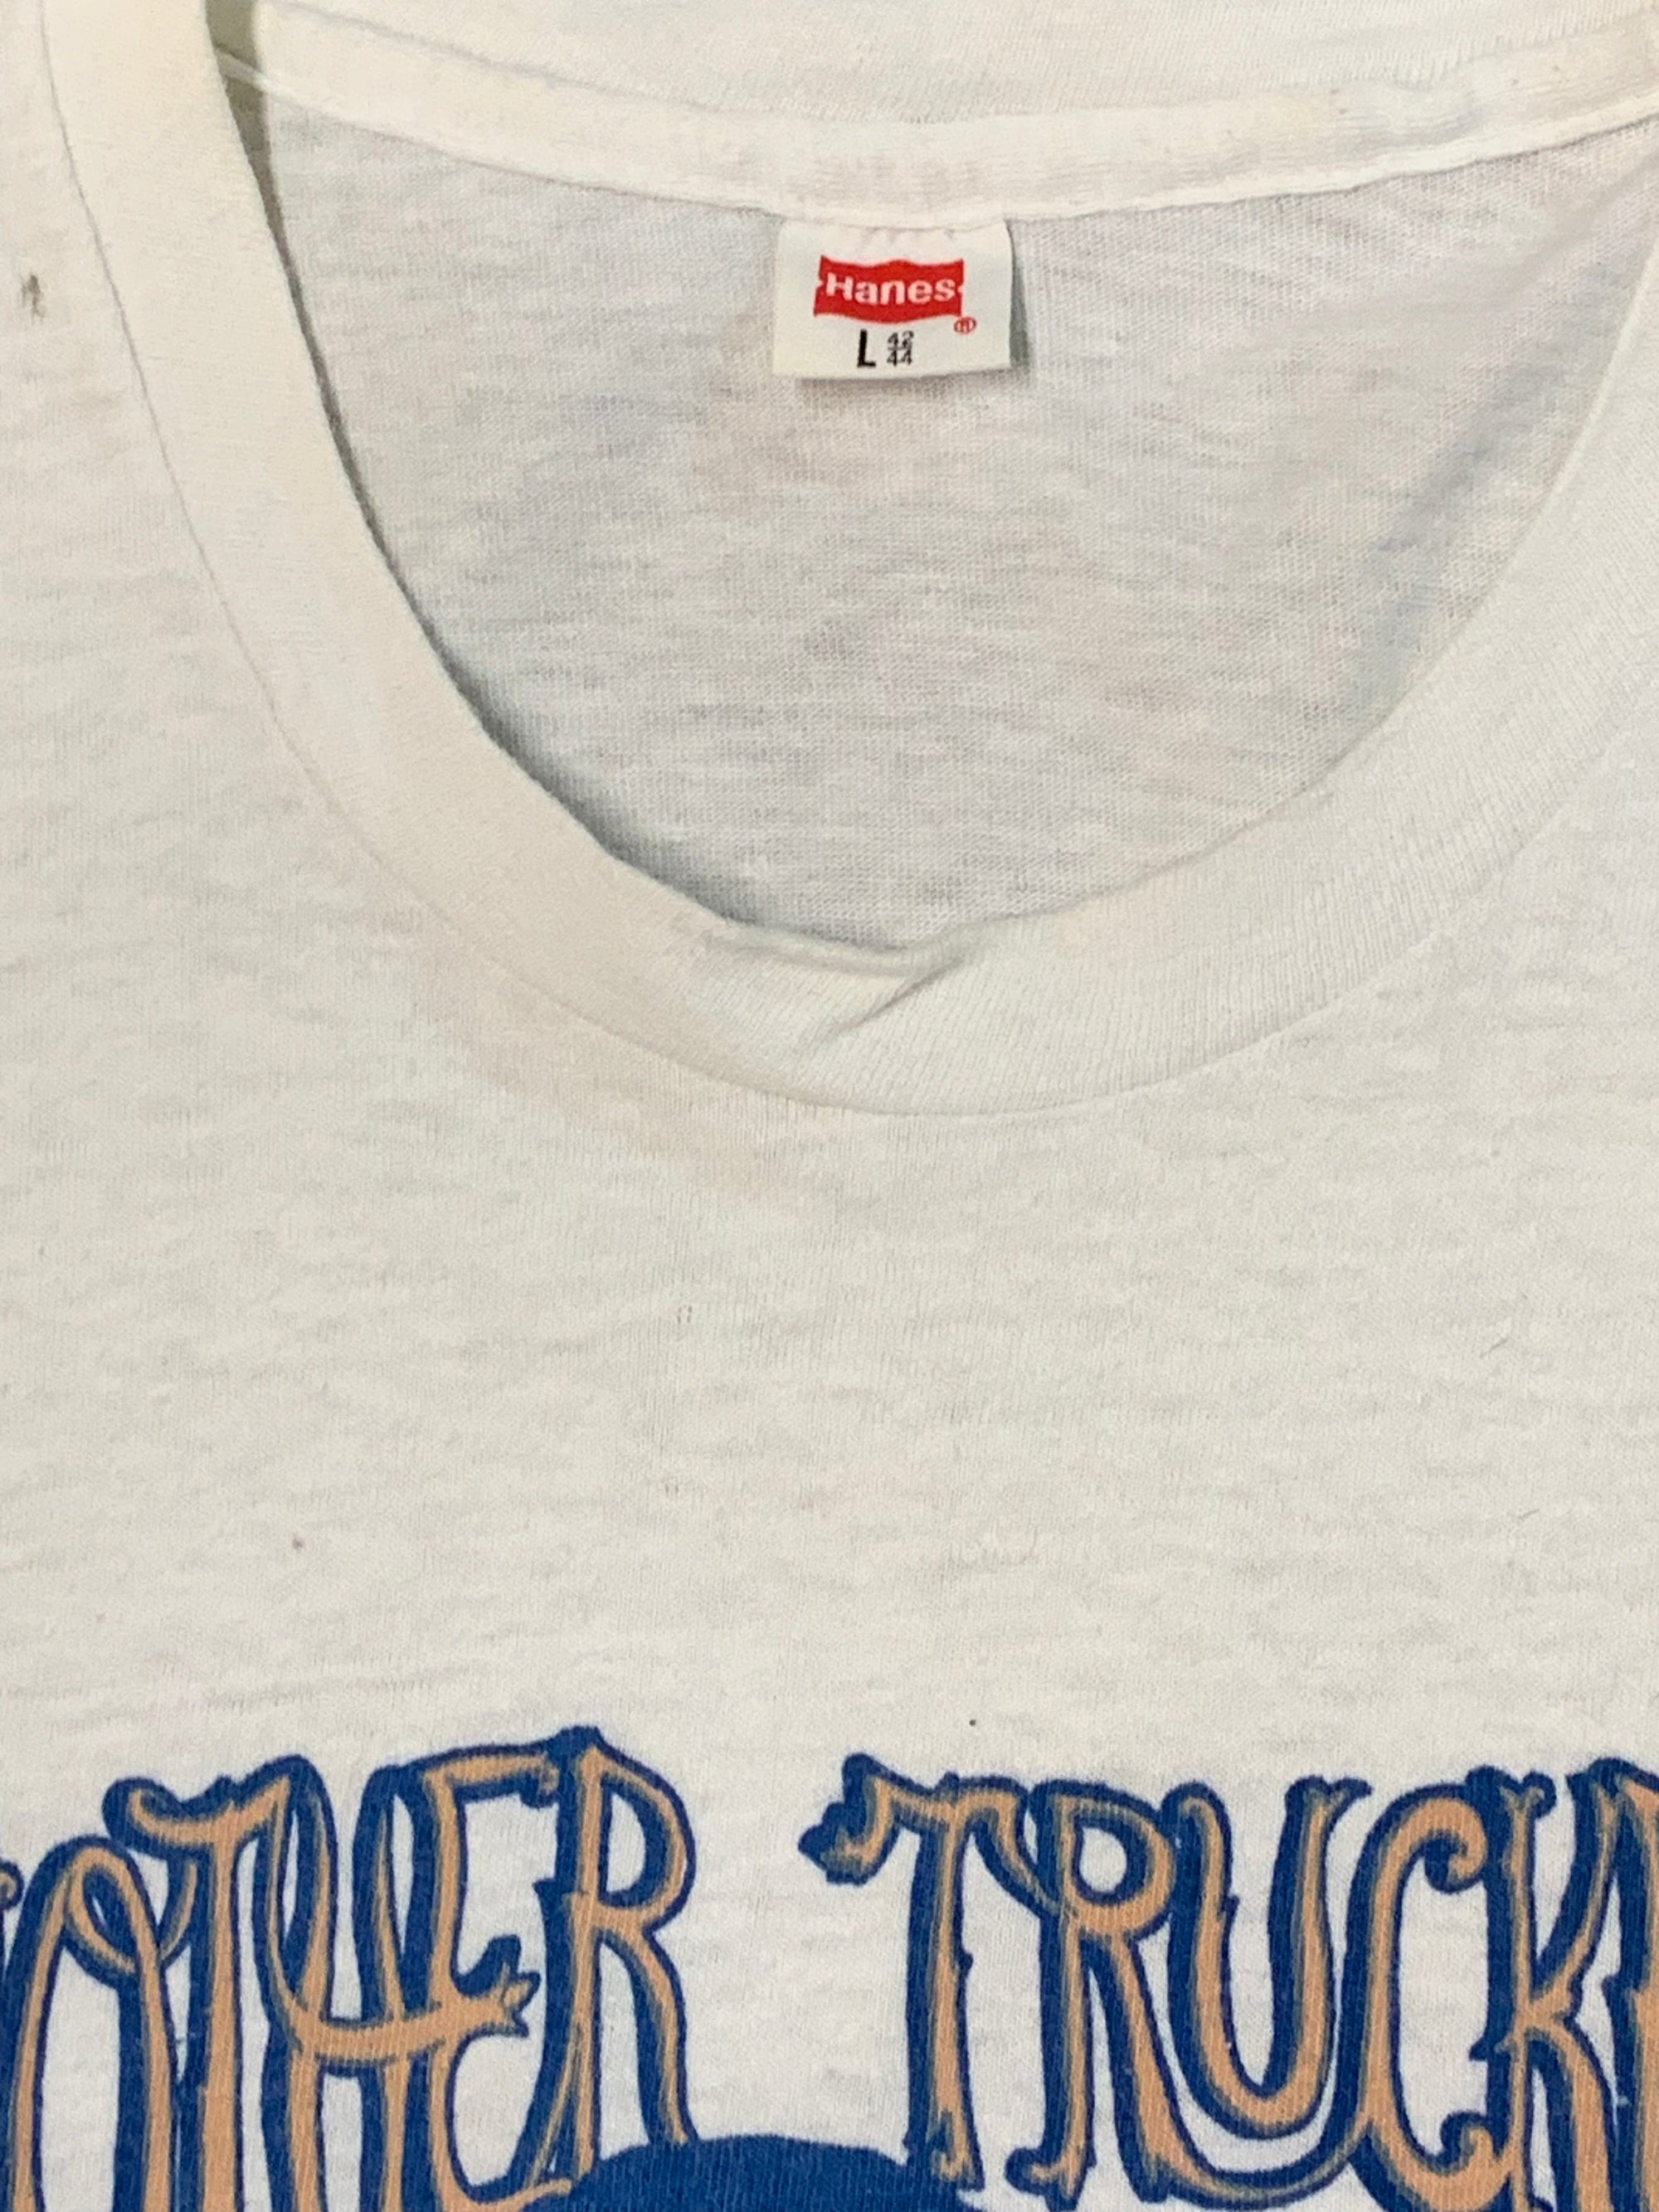 Hanes
®
L 42
44
OTHER TRUCK